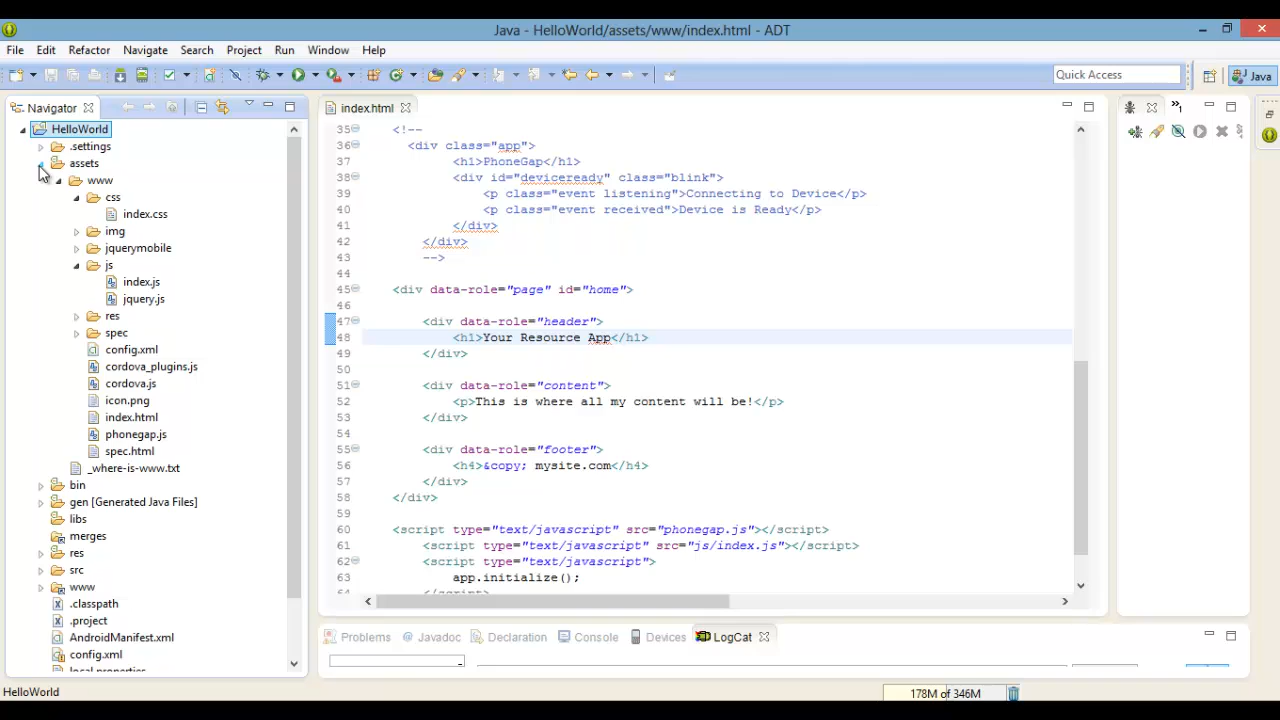 Java - HelloWorld/assets/www/index.html - ADT
File Edit Refactor Navigate Search Project Run Window Help
Quick Access
Java
Navigator
HelloWorld
.settings
assets
www
css
index.css
img
jquerymobile
js
index.js
jquery.js
res
spec
config.xml
cordova_plugins.js
cordova.js
icon.png
index.html
phonegap.js
spec.html
_where-is-www.txt
bin
gen [Generated Java Files]
libs
merges
res
src
www
.classpath
.project
AndroidManifest.xml
config.xml
local.properties
index.html
35 <!--
36 <div class="app">
37 <h1>PhoneGap</h1>
38 <div id="deviceready" class="blink">
39 <p class="event listening">Connecting to Device</p>
40 <p class="event received">Device is Ready</p>
41 </div>
42 </div>
43 -->
44
45 <div data-role="page" id="home">
46
47 <div data-role="header">
48 <h1>Your Resource App</h1>
49 </div>
50
51 <div data-role="content">
52 <p>This is where all my content will be!</p>
53 </div>
54
55 <div data-role="footer">
56 <h4>&copy; mysite.com</h4>
57 </div>
58 </div>
59
60 <script type="text/javascript" src="phonegap.js"></script>
61 <script type="text/javascript" src="js/index.js"></script>
62 <script type="text/javascript">
63 app.initialize();
64 </script>
Problems Javadoc Declaration Console Devices LogCat
HelloWorld
178M of 346M